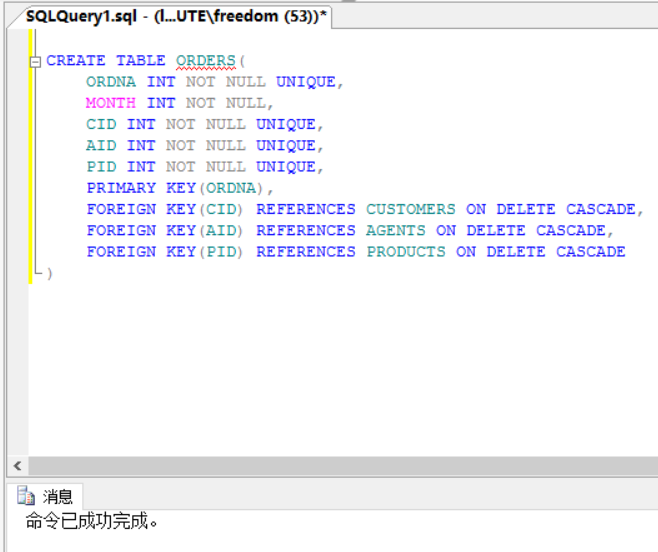 SQLQuery1.sql - (l...UTE\freedom (53))*
CREATE TABLE ORDERS(
ORDNA INT NOT NULL UNIQUE,
MONTH INT NOT NULL,
CID INT NOT NULL UNIQUE,
AID INT NOT NULL UNIQUE,
PID INT NOT NULL UNIQUE,
PRIMARY KEY(ORDNA),
FOREIGN KEY(CID) REFERENCES CUSTOMERS ON DELETE CASCADE,
FOREIGN KEY(AID) REFERENCES AGENTS ON DELETE CASCADE,
FOREIGN KEY(PID) REFERENCES PRODUCTS ON DELETE CASCADE
)
消息
命令已成功完成。